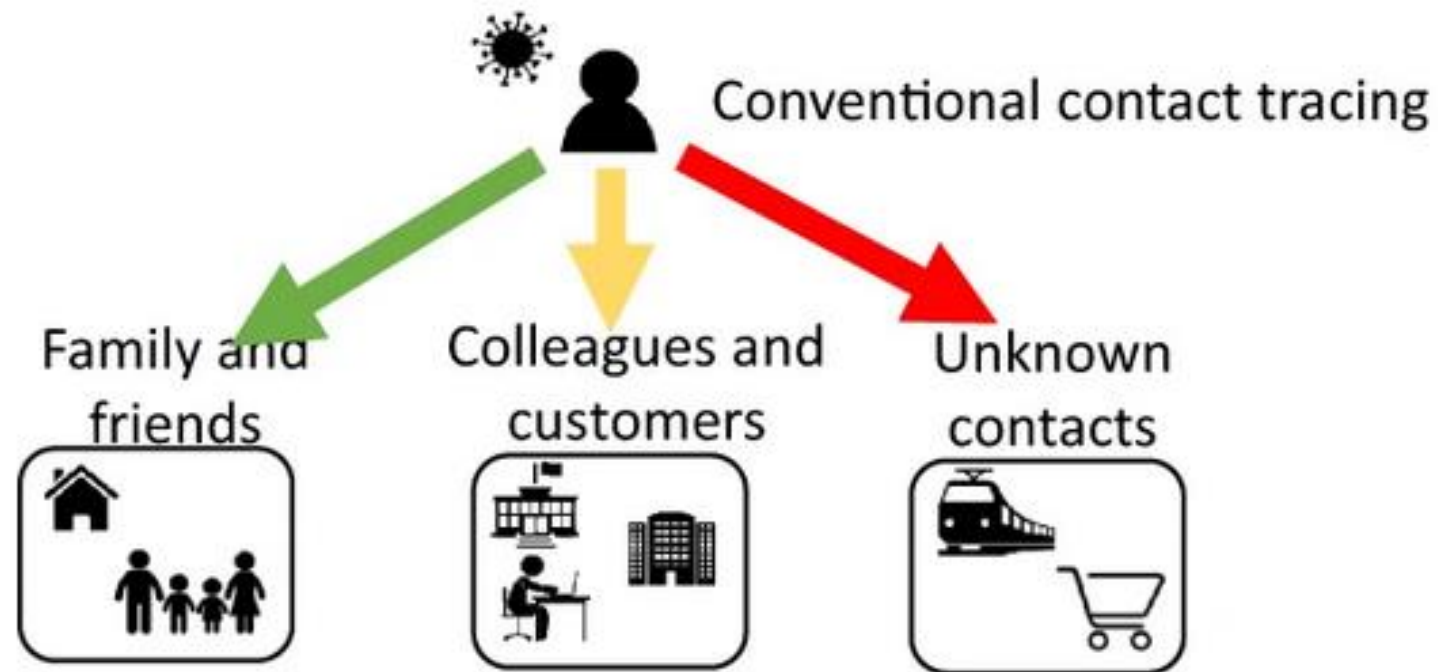 Conventional contact tracing
Family and
friends
Colleagues and
customers
Unknown
contacts